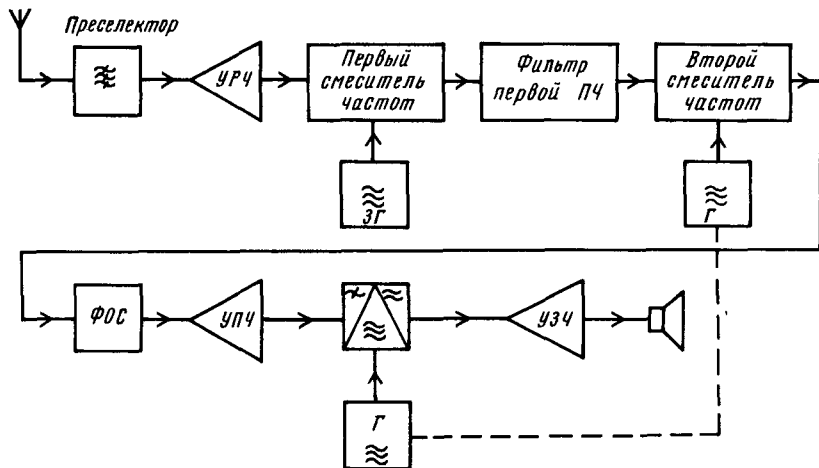 Преселектор
УРЧ
Первый
смеситель
частот
Фильтр
первой ПЧ
Второй
смеситель
частот
ЗГ
Г
ФОС
УПЧ
УЗЧ
Г